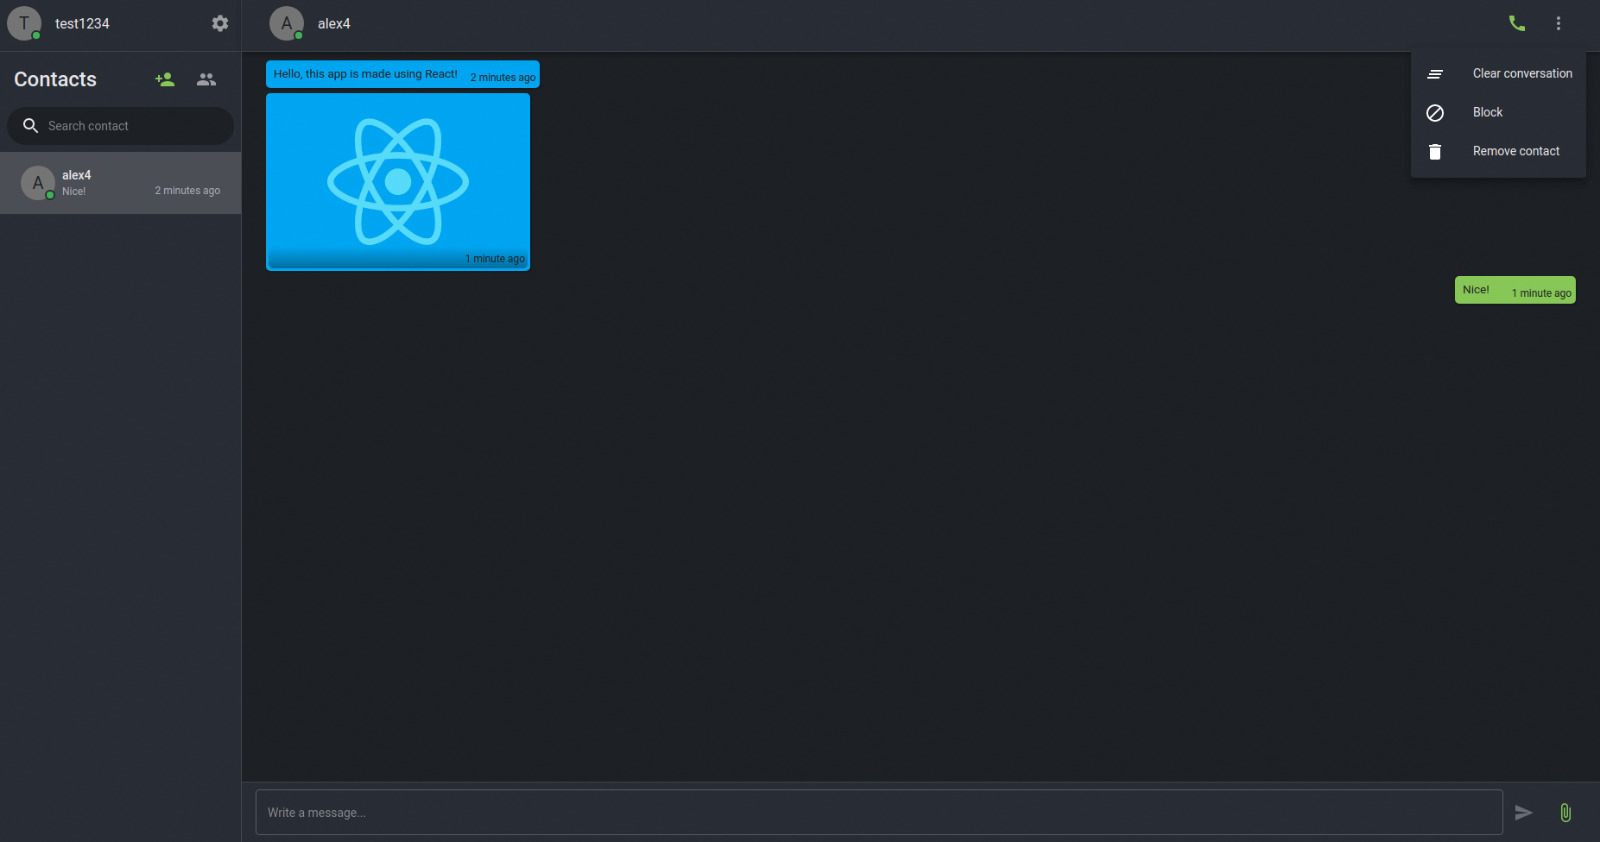 T
test1234
Contacts
Search contact
A
alex4
Nice!
2 minutes ago
A
alex4
Clear conversation
Block
Remove contact
Hello, this app is made using React!
2 minutes ago
1 minute ago
Nice!
1 minute ago
Write a message...